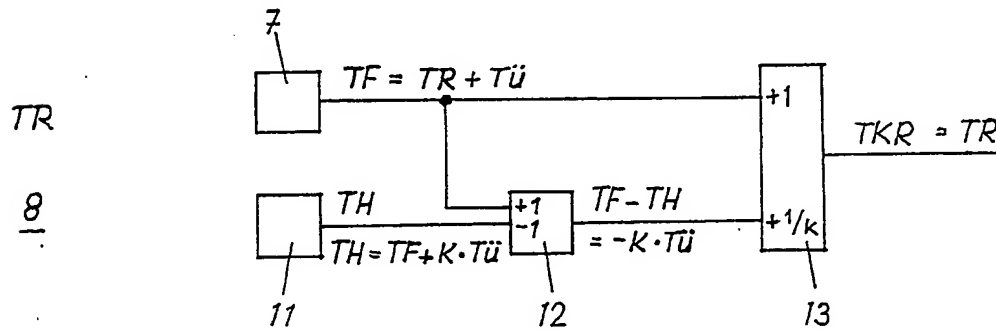 7
TF = TR + TÜ
TR
+1
TKR = TR
8
TH
+1
-1
TF-TH
+1/k
TH=TF+K·TÜ
=-K·TÜ
11
12
13